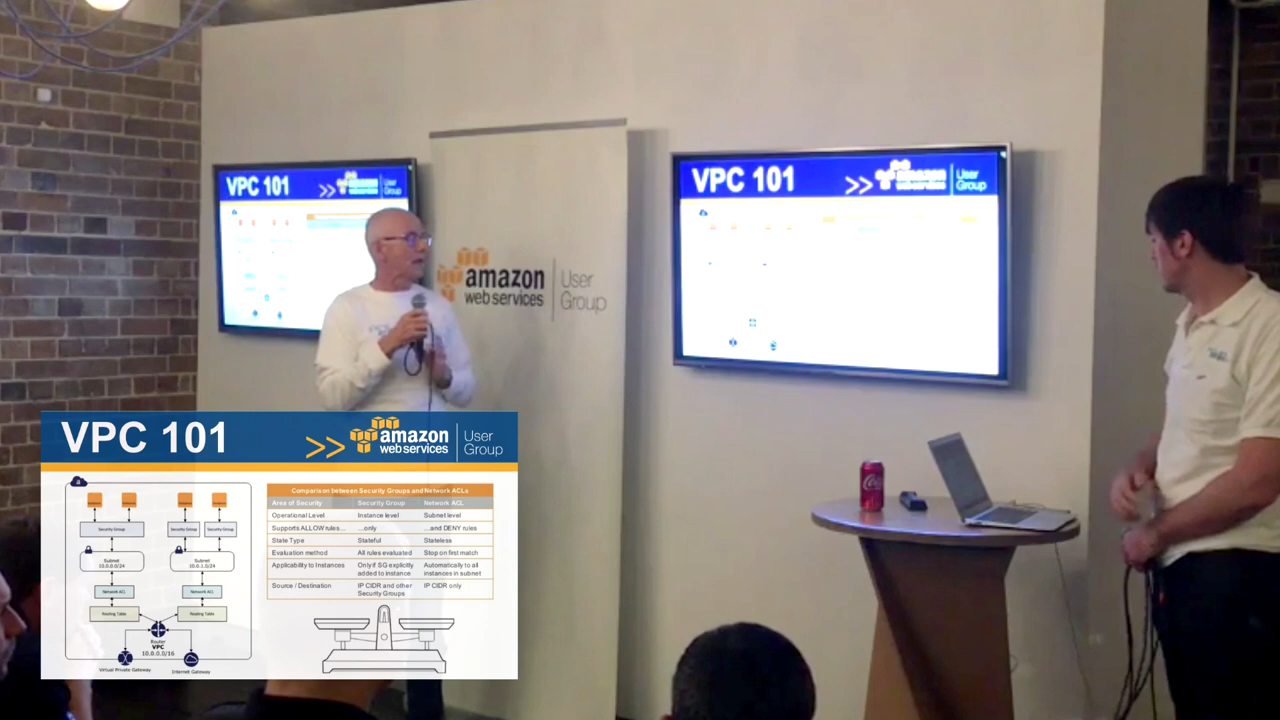 VPC 101
>> amazon
User
Group
VPC 101
>> amazon
User
Group
amazon
web services
User
Group
Coca
VPC 101
>> amazon
web services
User
Group
a
Security Group
Security Group
Security Group
Subnet
10.0.0.0/24
Subnet
10.0.1.0/24
Network ACL
Network ACL
Routing Table
Routing Table
Router
VPC
10.0.0.0/16
Virtual Private Gateway
Internet Gateway
Comparison between Security Groups and Network ACLs
Area of Security Security Group Network ACL
Operational Level Instance level Subnet level
Supports ALLOW rules... ...only ...and DENY rules
State Type Stateful Stateless
Evaluation method All rules evaluated Stop on first match
Applicability to Instances Only if SG explicitly Automatically to all
added to instance instances in subnet
Source / Destination IP CIDR and other IP CIDR only
Security Groups